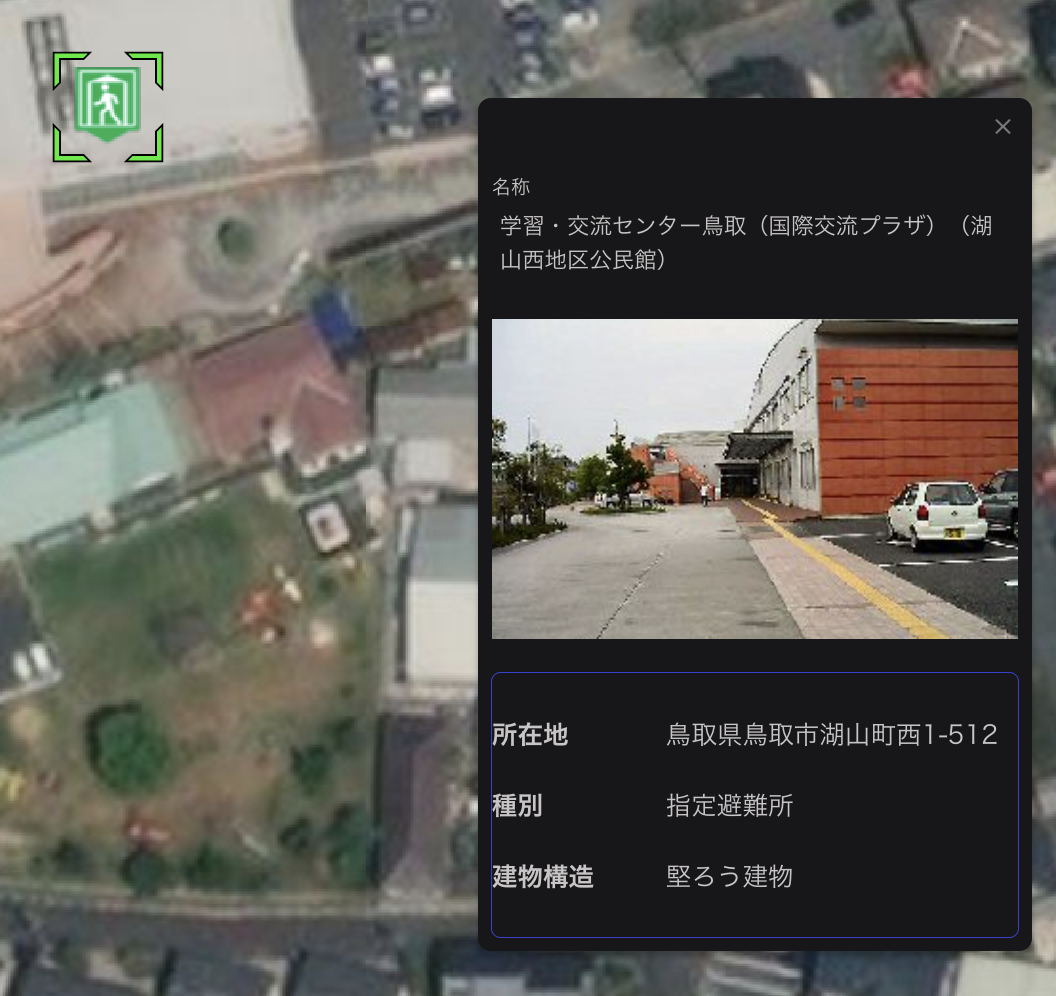 名称
学習・交流センター鳥取（国際交流プラザ）（湖
山西地区公民館）
所在地 鳥取県鳥取市湖山町西1-512
種別 指定避難所
建物構造 堅ろう建物